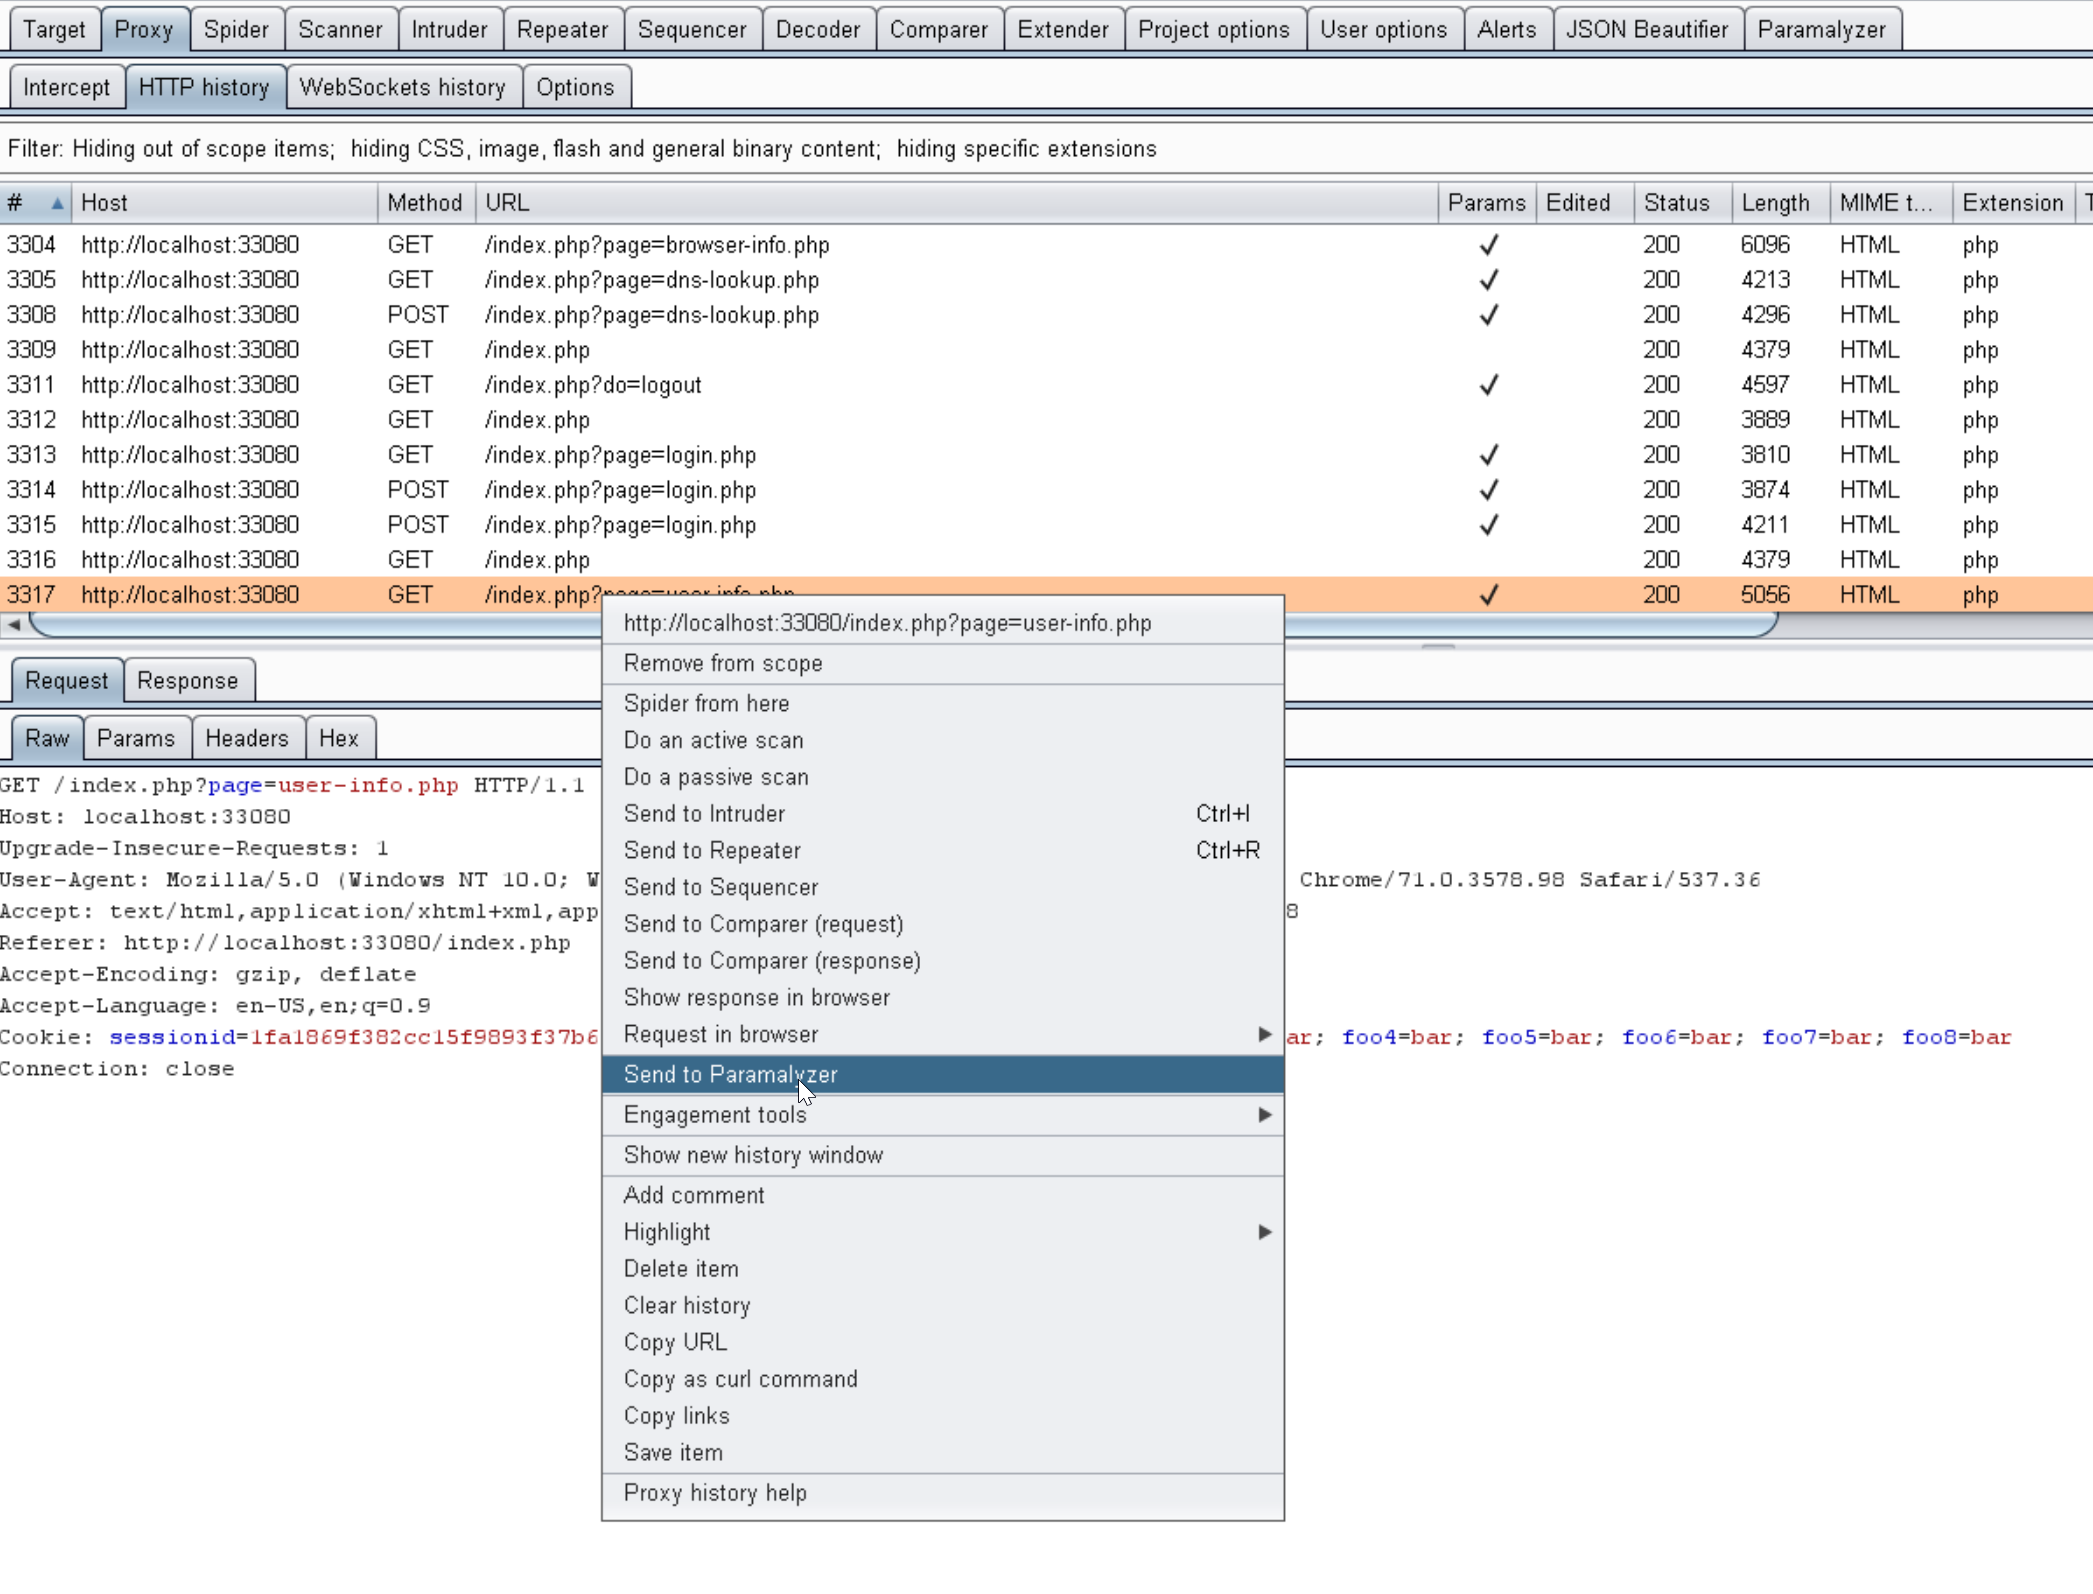 Target Proxy Spider Scanner Intruder Repeater Sequencer Decoder Comparer Extender Project options User options Alerts JSON Beautifier Paramalyzer
Intercept HTTP history WebSockets history Options
Filter: Hiding out of scope items; hiding CSS, image, flash and general binary content; hiding specific extensions
# Host Method URL Params Edited Status Length MIME t... Extension T
3304 http://localhost:33080 GET /index.php?page=browser-info.php ✓ 200 6096 HTML php
3305 http://localhost:33080 GET /index.php?page=dns-lookup.php ✓ 200 4213 HTML php
3308 http://localhost:33080 POST /index.php?page=dns-lookup.php ✓ 200 4296 HTML php
3309 http://localhost:33080 GET /index.php 200 4379 HTML php
3311 http://localhost:33080 GET /index.php?do=logout ✓ 200 4597 HTML php
3312 http://localhost:33080 GET /index.php 200 3889 HTML php
3313 http://localhost:33080 GET /index.php?page=login.php ✓ 200 3810 HTML php
3314 http://localhost:33080 POST /index.php?page=login.php ✓ 200 3874 HTML php
3315 http://localhost:33080 POST /index.php?page=login.php ✓ 200 4211 HTML php
3316 http://localhost:33080 GET /index.php 200 4379 HTML php
3317 http://localhost:33080 GET /index.php?page=user-info.php ✓ 200 5056 HTML php
Request Response
Raw Params Headers Hex
GET /index.php?page=user-info.php HTTP/1.1
Host: localhost:33080
Upgrade-Insecure-Requests: 1
User-Agent: Mozilla/5.0 (Windows NT 10.0; W Chrome/71.0.3578.98 Safari/537.36
Accept: text/html,application/xhtml+xml,app 8
Referer: http://localhost:33080/index.php
Accept-Encoding: gzip, deflate
Accept-Language: en-US,en;q=0.9
Cookie: sessionid=1fa1869f382cc15f9893f37b6 ar; foo4=bar; foo5=bar; foo6=bar; foo7=bar; foo8=bar
Connection: close
http://localhost:33080/index.php?page=user-info.php
Remove from scope
Spider from here
Do an active scan
Do a passive scan
Send to Intruder Ctrl+I
Send to Repeater Ctrl+R
Send to Sequencer
Send to Comparer (request)
Send to Comparer (response)
Show response in browser
Request in browser
Send to Paramalyzer
Engagement tools
Show new history window
Add comment
Highlight
Delete item
Clear history
Copy URL
Copy as curl command
Copy links
Save item
Proxy history help